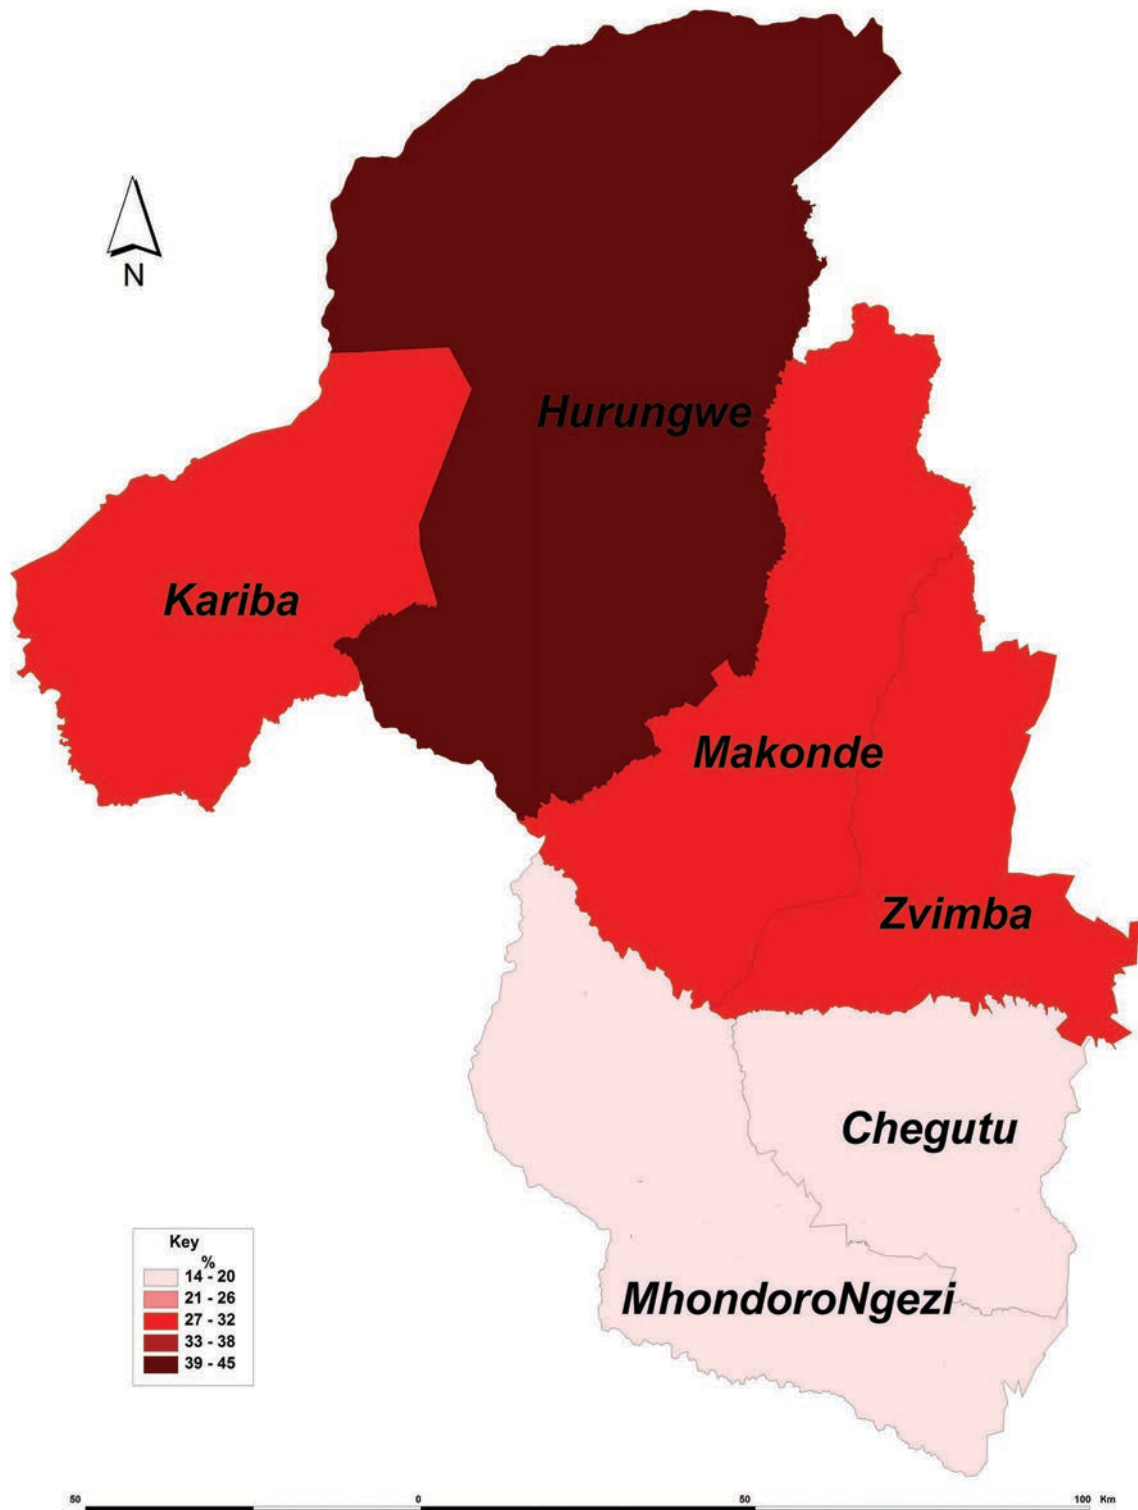 N
Hurungwe
Kariba
Makonde
Zvimba
Chegutu
MhondoroNgezi
Key
%
14 - 20
21 - 26
27 - 32
33 - 38
39 - 45
50 0 50 100 Km